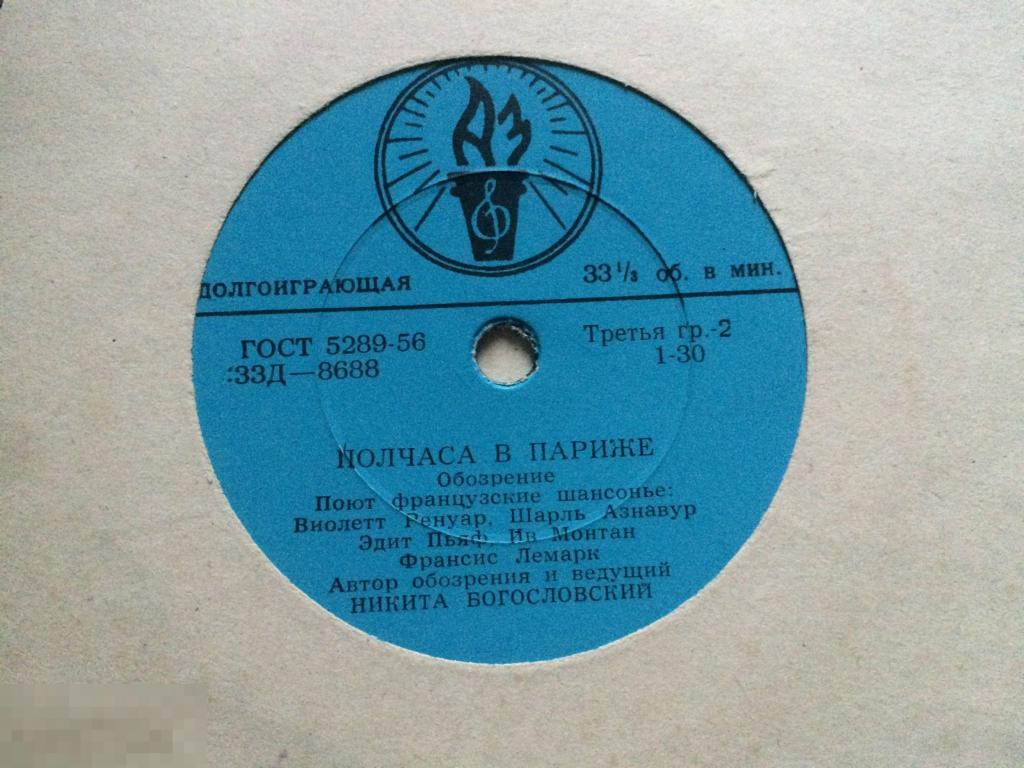 АЗ
ДОЛГОИГРАЮЩАЯ
33 1/3 об. в мин.
ГОСТ 5289-56
33Д—8688
Третья гр.-2
1-30
ПОЛЧАСА В ПАРИЖЕ
Обозрение
Поют французские шансонье:
Виолетт Ренуар, Шарль Азнавур
Эдит Пьяф, Ив Монтан
Франсис Лемарк
Автор обозрения и ведущий
НИКИТА БОГОСЛОВСКИЙ